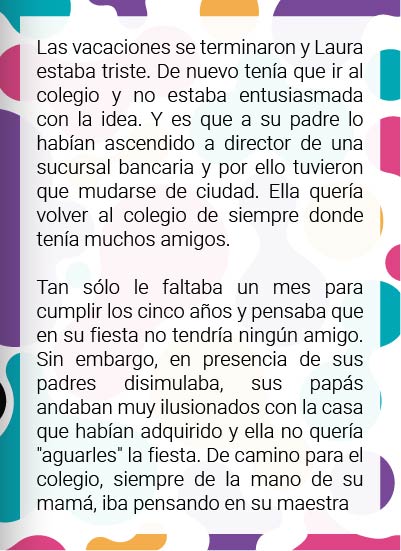 Las vacaciones se terminaron y Laura
estaba triste. De nuevo tenía que ir al
colegio y no estaba entusiasmada
con la idea. Y es que a su padre lo
habían ascendido a director de una
sucursal bancaria y por ello tuvieron
que mudarse de ciudad. Ella quería
volver al colegio de siempre donde
tenía muchos amigos.

Tan sólo le faltaba un mes para
cumplir los cinco años y pensaba que
en su fiesta no tendría ningún amigo.
Sin embargo, en presencia de sus
padres disimulaba, sus papás
andaban muy ilusionados con la casa
que habían adquirido y ella no quería
"aguarles" la fiesta. De camino para el
colegio, siempre de la mano de su
mamá, iba pensando en su maestra